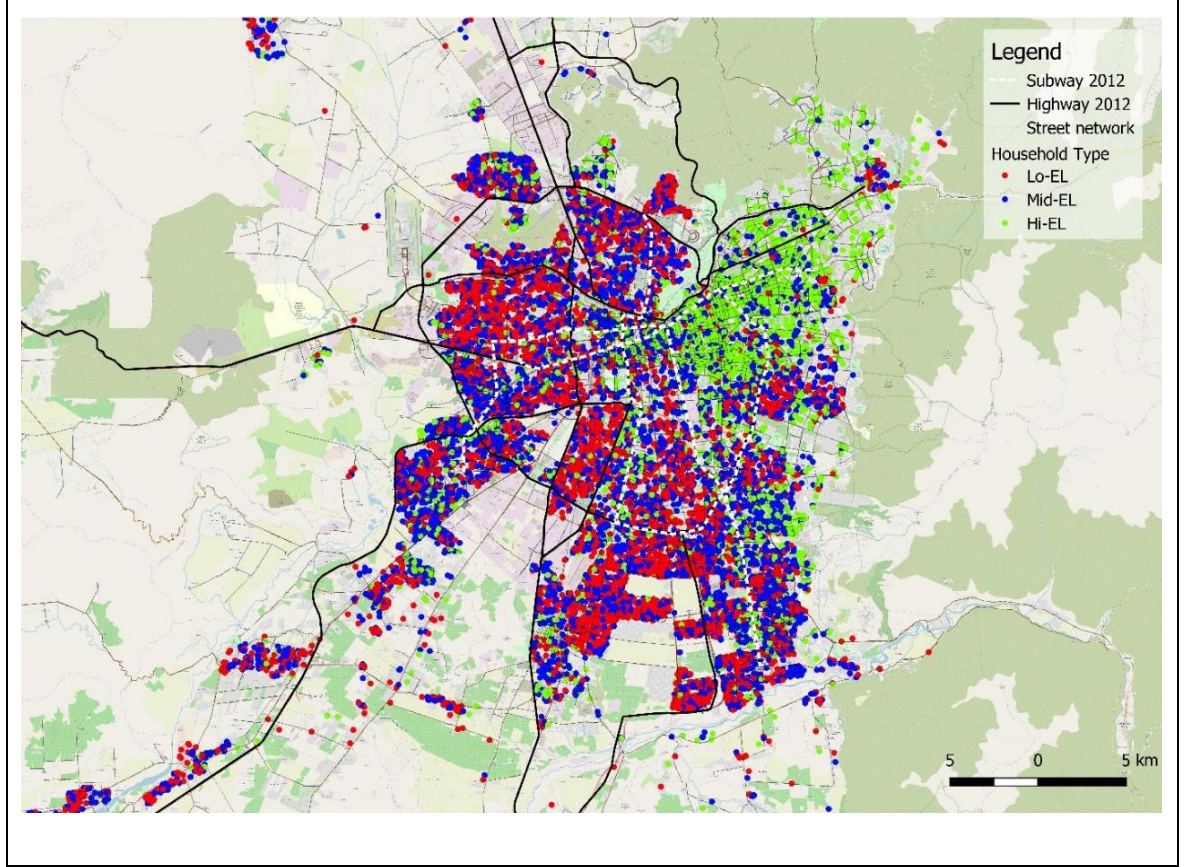 Legend
Subway 2012
Highway 2012
Street network
Household Type
Lo-EL
Mid-EL
Hi-EL
5 0 5 km